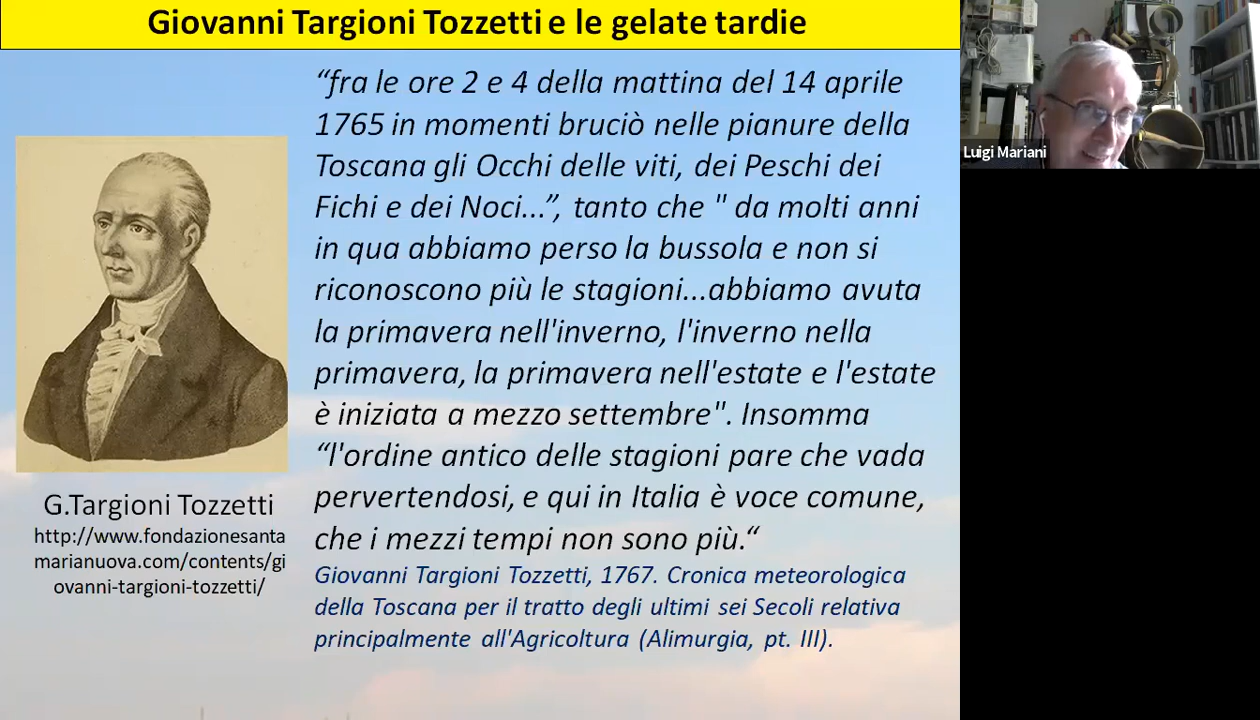 Giovanni Targioni Tozzetti e le gelate tardie
“fra le ore 2 e 4 della mattina del 14 aprile
1765 in momenti bruciò nelle pianure della
Toscana gli Occhi delle viti, dei Peschi dei
Fichi e dei Noci...”, tanto che " da molti anni
in qua abbiamo perso la bussola e non si
riconoscono più le stagioni...abbiamo avuta
la primavera nell'inverno, l'inverno nella
primavera, la primavera nell'estate e l'estate
è iniziata a mezzo settembre". Insomma
“l'ordine antico delle stagioni pare che vada
pervertendosi, e qui in Italia è voce comune,
che i mezzi tempi non sono più.“
Giovanni Targioni Tozzetti, 1767. Cronica meteorologica
della Toscana per il tratto degli ultimi sei Secoli relativa
principalmente all'Agricoltura (Alimurgia, pt. III).
G.Targioni Tozzetti
http://www.fondazionesanta
marianuova.com/contents/gi
ovanni-targioni-tozzetti/
Luigi Mariani